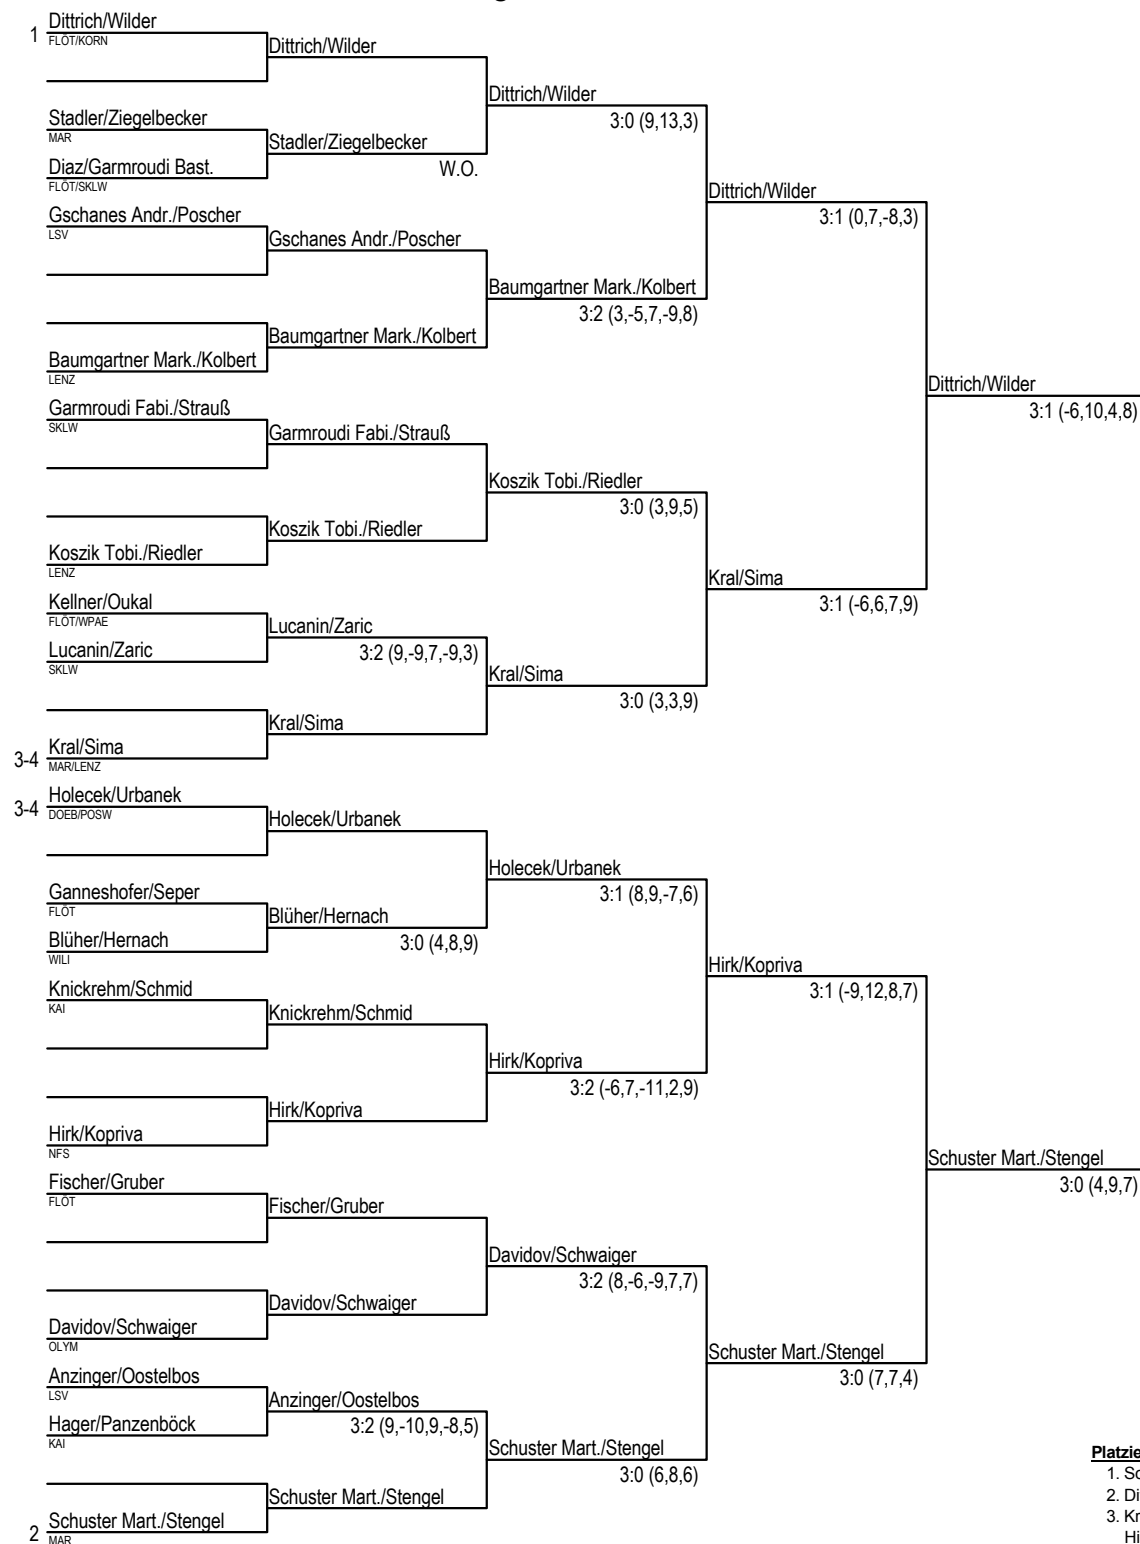 Dittrich/Wilder
1
FLÖT/KORN
Dittrich/Wilder
Dittrich/Wilder
3:0 (9,13,3)
Stadler/Ziegelbecker
MAR
Stadler/Ziegelbecker
W.O.
Diaz/Garmroudi Bast.
FLÖT/SKLW
Dittrich/Wilder
3:1 (0,7,-8,3)
Gschanes Andr./Poscher
LSV
Gschanes Andr./Poscher
Baumgartner Mark./Kolbert
3:2 (3,-5,7,-9,8)
Baumgartner Mark./Kolbert
Baumgartner Mark./Kolbert
LENZ
Dittrich/Wilder
3:1 (-6,10,4,8)
Garmroudi Fabi./Strauß
SKLW
Garmroudi Fabi./Strauß
Koszik Tobi./Riedler
3:0 (3,9,5)
Koszik Tobi./Riedler
Koszik Tobi./Riedler
LENZ
Kral/Sima
3:1 (-6,6,7,9)
Kellner/Oukal
FLÖT/WPAE
Lucanin/Zaric
3:2 (9,-9,7,-9,3)
Lucanin/Zaric
SKLW
Kral/Sima
3:0 (3,3,9)
Kral/Sima
Kral/Sima
3-4
MAR/LENZ
Holecek/Urbanek
3-4
DOEB/POSW
Holecek/Urbanek
Holecek/Urbanek
3:1 (8,9,-7,6)
Ganneshofer/Seper
FLÖT
Blüher/Hernach
3:0 (4,8,9)
Blüher/Hernach
WILI
Hirk/Kopriva
3:1 (-9,12,8,7)
Knickrehm/Schmid
KAI
Knickrehm/Schmid
Hirk/Kopriva
3:2 (-6,7,-11,2,9)
Hirk/Kopriva
Hirk/Kopriva
NFS
Schuster Mart./Stengel
3:0 (4,9,7)
Fischer/Gruber
FLÖT
Fischer/Gruber
Davidov/Schwaiger
3:2 (8,-6,-9,7,7)
Davidov/Schwaiger
Davidov/Schwaiger
OLYM
Schuster Mart./Stengel
3:0 (7,7,4)
Anzinger/Oostelbos
LSV
Anzinger/Oostelbos
3:2 (9,-10,9,-8,5)
Hager/Panzenböck
KAI
Schuster Mart./Stengel
3:0 (6,8,6)
Schuster Mart./Stengel
Schuster Mart./Stengel
2
MAR
Platzie
1. Sc
2. Di
3. Kr
Hi